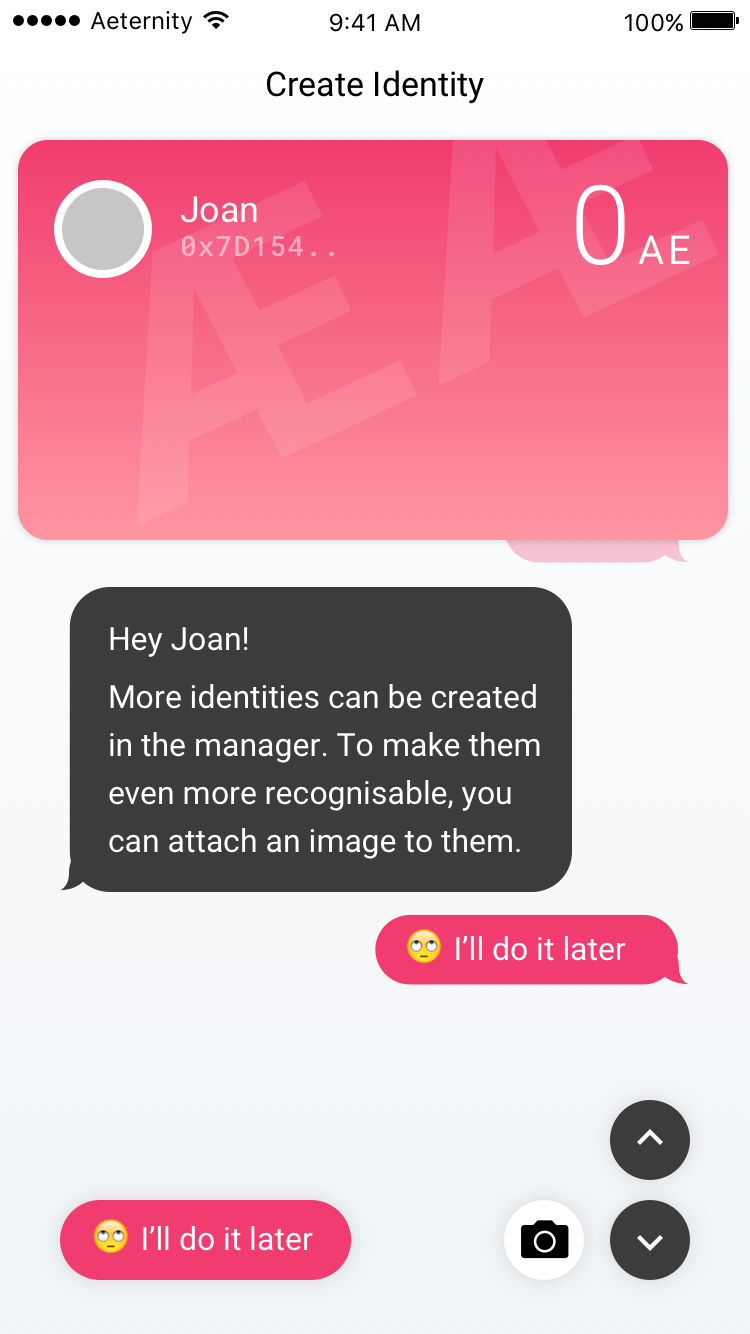 Aeternity 9:41 AM 100%
Create Identity
Joan
0x7D154..
0 AE
Æ Æ
Hey Joan!
More identities can be created
in the manager. To make them
even more recognisable, you
can attach an image to them.
🙄 I’ll do it later
🙄 I’ll do it later